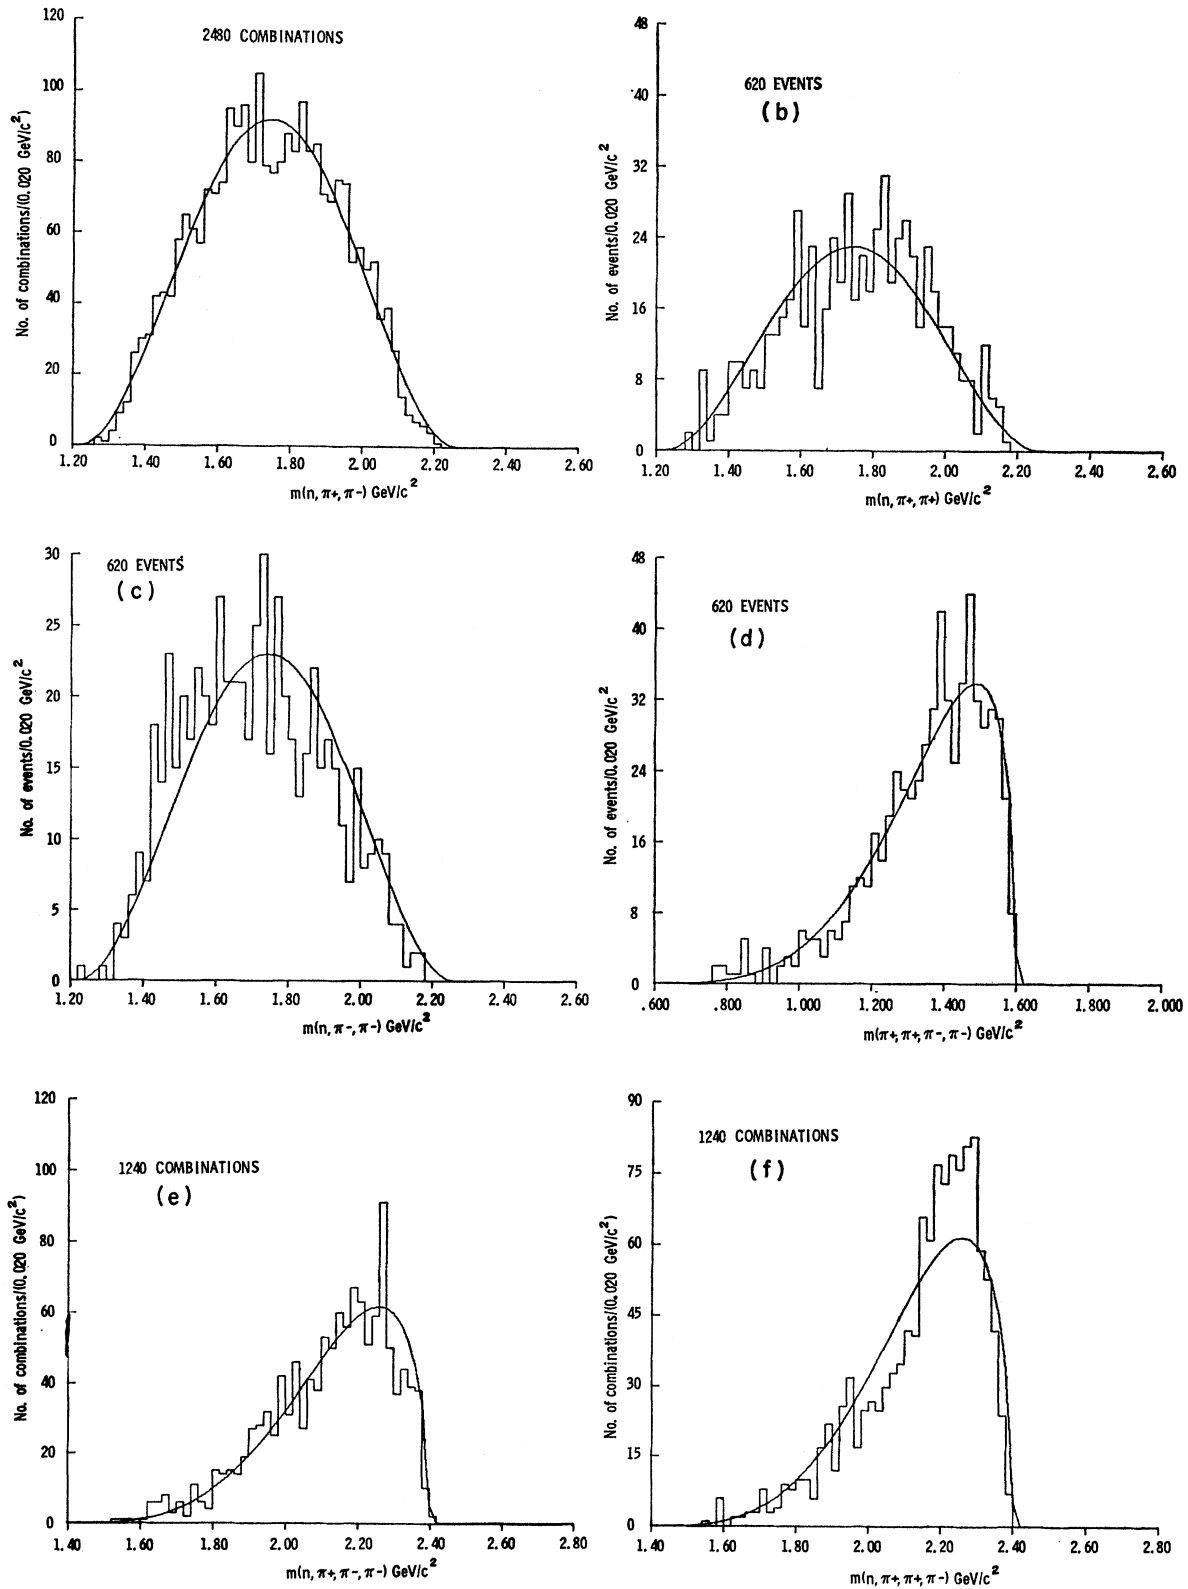 2480 COMBINATIONS
No. of combinations/(0.020 GeV/c²)
120
100
80
60
40
20
0
1.20 1.40 1.60 1.80 2.00 2.20 2.40 2.60
m(n, π+, π-) GeV/c²
620 EVENTS
(b)
No. of events/0.020 GeV/c²
48
40
32
24
16
8
0
1.20 1.40 1.60 1.80 2.00 2.20 2.40 2.60
m(n, π+, π+) GeV/c²
620 EVENTS
(c)
No. of events/0.020 GeV/c²
30
25
20
15
10
5
0
1.20 1.40 1.60 1.80 2.00 2.20 2.40 2.60
m(n, π-, π-) GeV/c²
620 EVENTS
(d)
No. of events/0.020 GeV/c²
48
40
32
24
16
8
0
.600 .800 1.000 1.200 1.400 1.600 1.800 2.000
m(π+, π+, π-, π-) GeV/c²
1240 COMBINATIONS
(e)
No. of combinations/(0.020 GeV/c²)
120
100
80
60
40
20
0
1.40 1.60 1.80 2.00 2.20 2.40 2.60 2.80
m(n, π+, π-, π-) GeV/c²
1240 COMBINATIONS
(f)
No. of combinations/(0.020 GeV/c²)
90
75
60
45
30
15
0
1.40 1.60 1.80 2.00 2.20 2.40 2.60 2.80
m(n, π+, π+, π-) GeV/c²